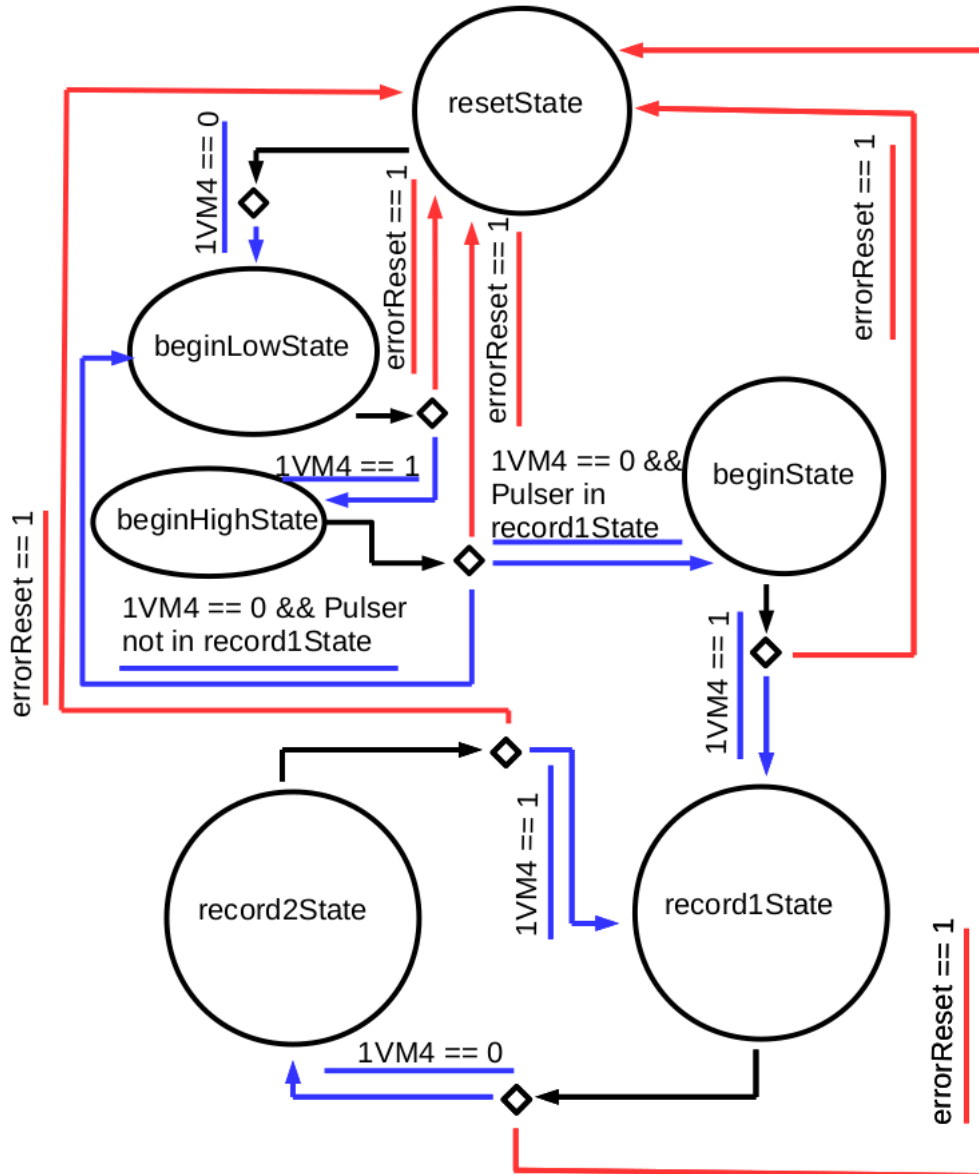 resetState
1VM4 == 0
errorReset == 1
errorReset == 1
errorReset == 1
beginLowState
1VM4 == 1
beginHighState
1VM4 == 0 &&
Pulser in
record1State
beginState
errorReset == 1
1VM4 == 0 && Pulser
not in record1State
1VM4 == 1
1VM4 == 1
record2State
record1State
errorReset == 1
1VM4 == 0